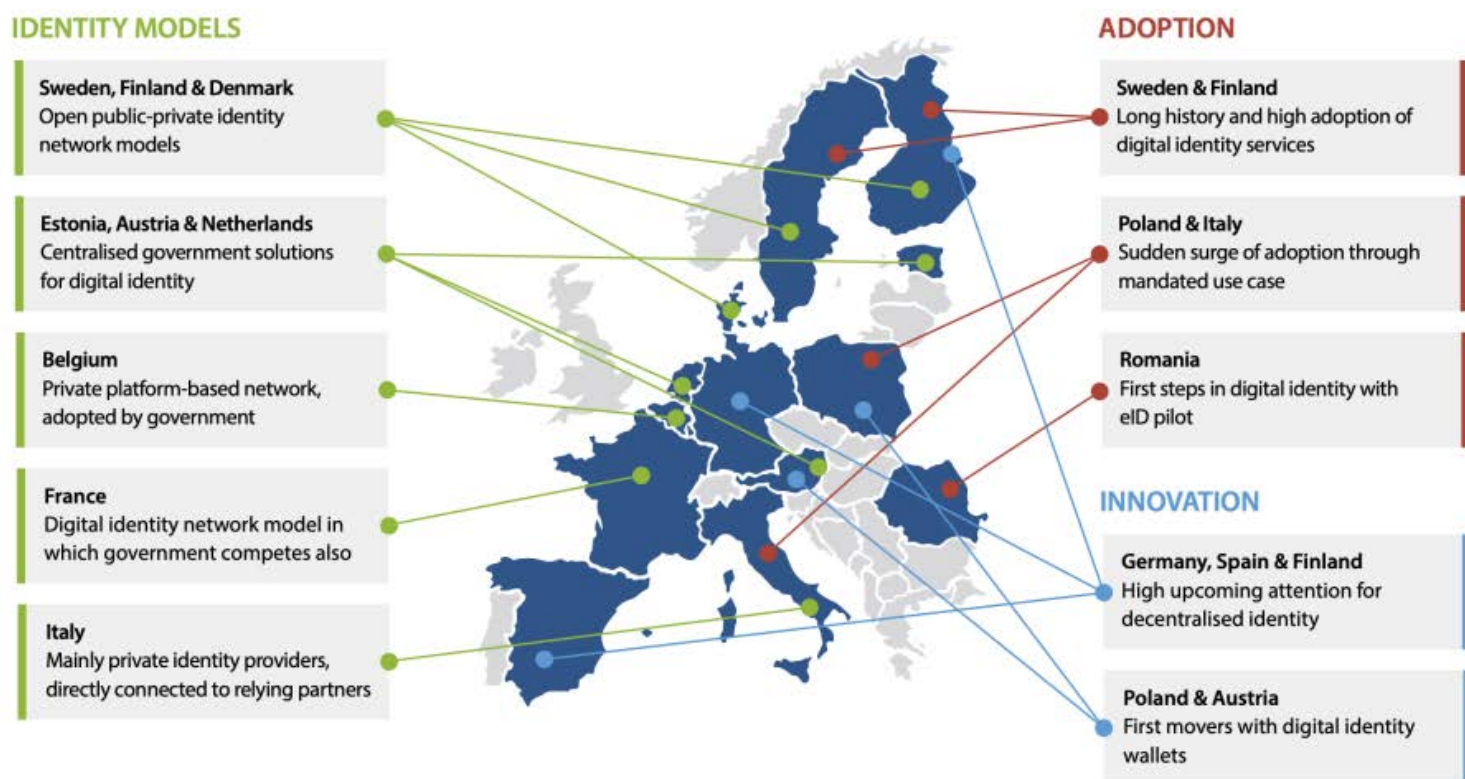 IDENTITY MODELS
Sweden, Finland & Denmark
Open public-private identity
network models
Estonia, Austria & Netherlands
Centralised government solutions
for digital identity
Belgium
Private platform-based network,
adopted by government
France
Digital identity network model in
which government competes also
Italy
Mainly private identity providers,
directly connected to relying partners
ADOPTION
Sweden & Finland
Long history and high adoption of
digital identity services
Poland & Italy
Sudden surge of adoption through
mandated use case
Romania
First steps in digital identity with
eID pilot
INNOVATION
Germany, Spain & Finland
High upcoming attention for
decentralised identity
Poland & Austria
First movers with digital identity
wallets